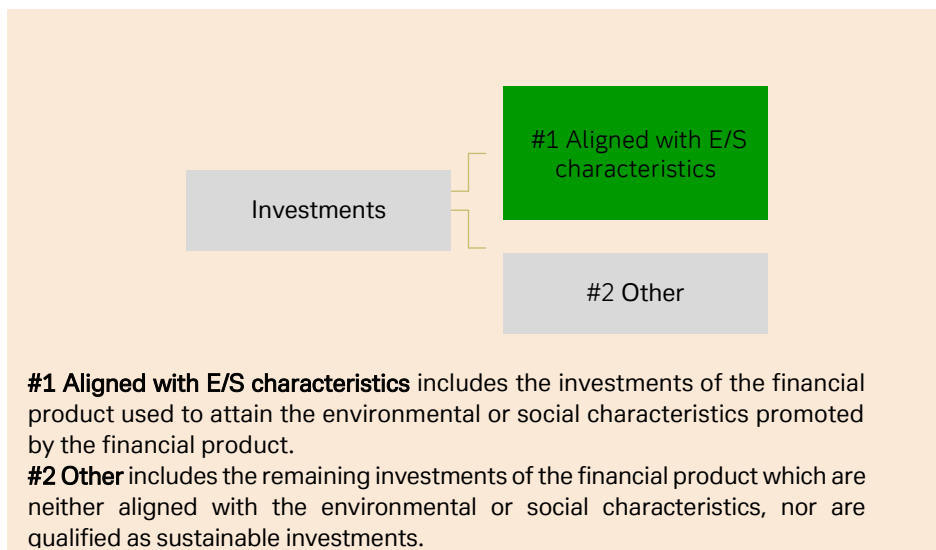 #1 Aligned with E/S
characteristics
Investments
#2 Other
#1 Aligned with E/S characteristics includes the investments of the financial
product used to attain the environmental or social characteristics promoted
by the financial product.
#2 Other includes the remaining investments of the financial product which are
neither aligned with the environmental or social characteristics, nor are
qualified as sustainable investments.